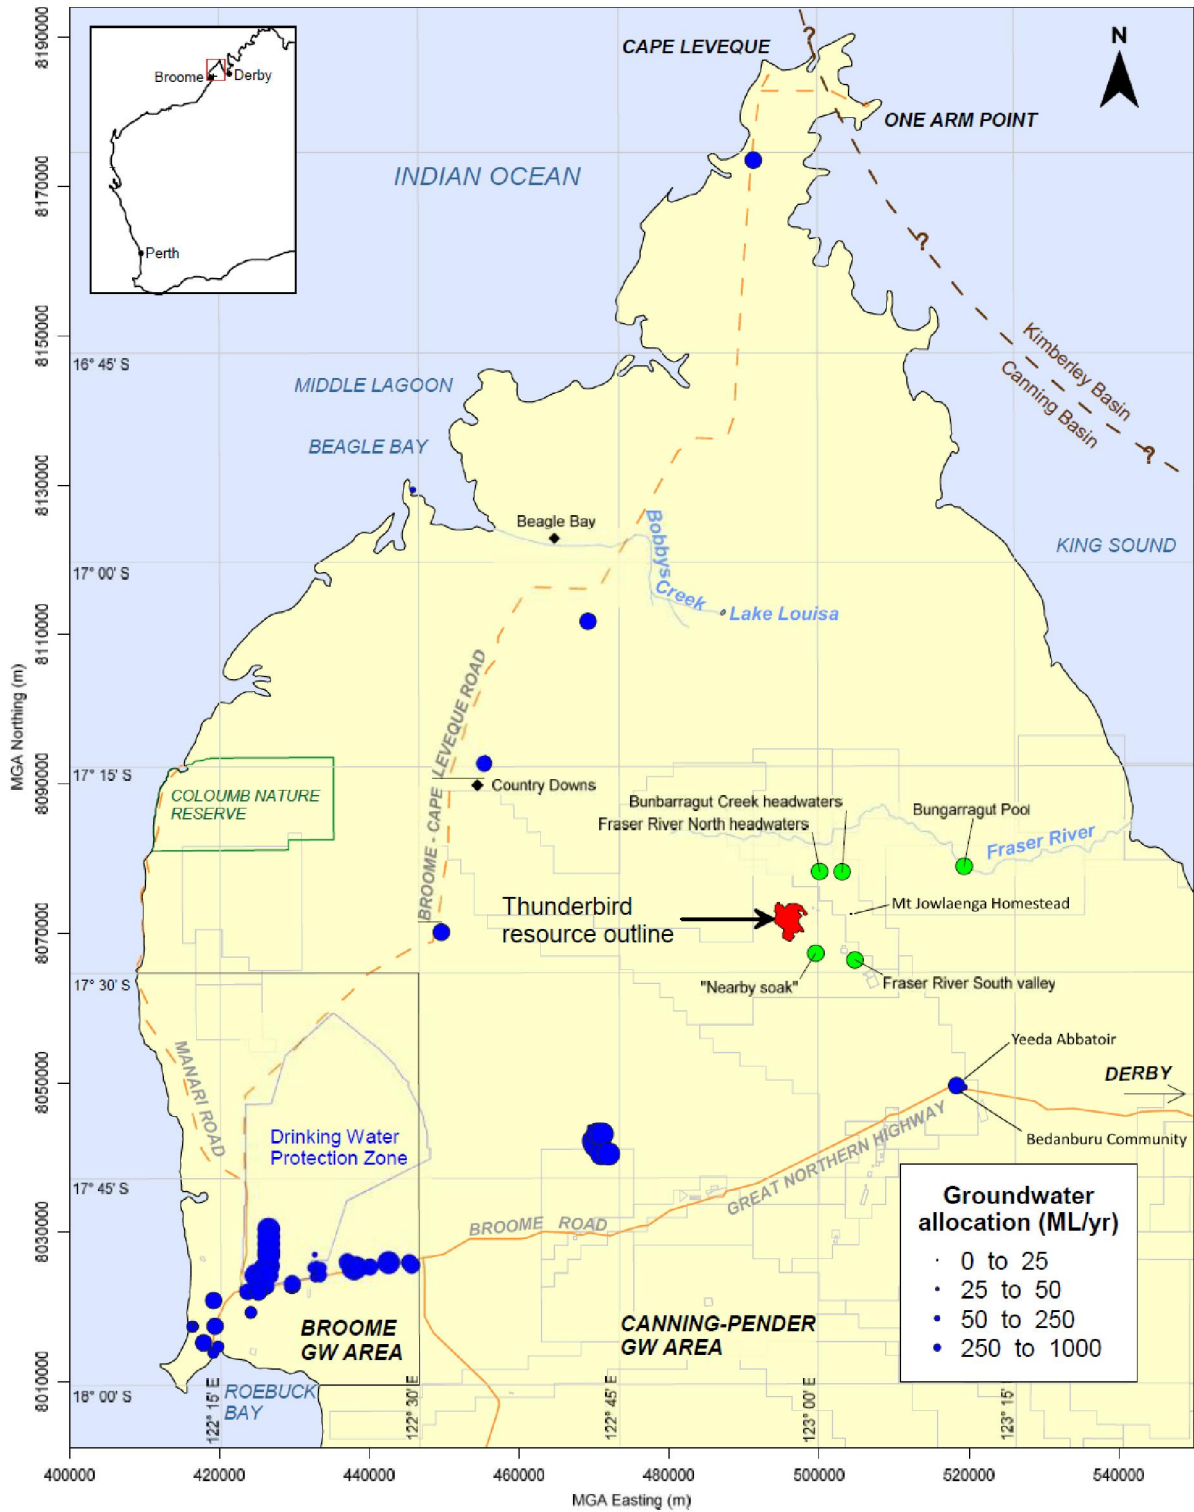 8190000
8170000
8150000
8130000
8110000
8090000
8070000
8050000
8030000
8010000
MGA Northing (m)
Broome
Derby
Perth
CAPE LEVEQUE
?
N
ONE ARM POINT
INDIAN OCEAN
?
Kimberley Basin
Canning Basin
?
16° 45' S
MIDDLE LAGOON
BEAGLE BAY
Beagle Bay
Bobbys
Creek
Lake Louisa
KING SOUND
17° 00' S
BROOME - CAPE LEVEQUE ROAD
17° 15' S
COLOUMB NATURE
RESERVE
Country Downs
Bunbarragut Creek headwaters
Fraser River North headwaters
Bungarragut Pool
Fraser River
Thunderbird
resource outline
Mt Jowlaenga Homestead
17° 30' S
"Nearby soak"
Fraser River South valley
MANARI ROAD
Yeeda Abbatoir
DERBY
Drinking Water
Protection Zone
Bedanburu Community
GREAT NORTHERN HIGHWAY
17° 45' S
BROOME ROAD
Groundwater
allocation (ML/yr)
0 to 25
25 to 50
50 to 250
250 to 1000
BROOME
GW AREA
CANNING-PENDER
GW AREA
18° 00' S
ROEBUCK
BAY
122° 15' E
122° 30' E
122° 45' E
123° 00' E
123° 15' E
400000
420000
440000
460000
480000
500000
520000
540000
MGA Easting (m)